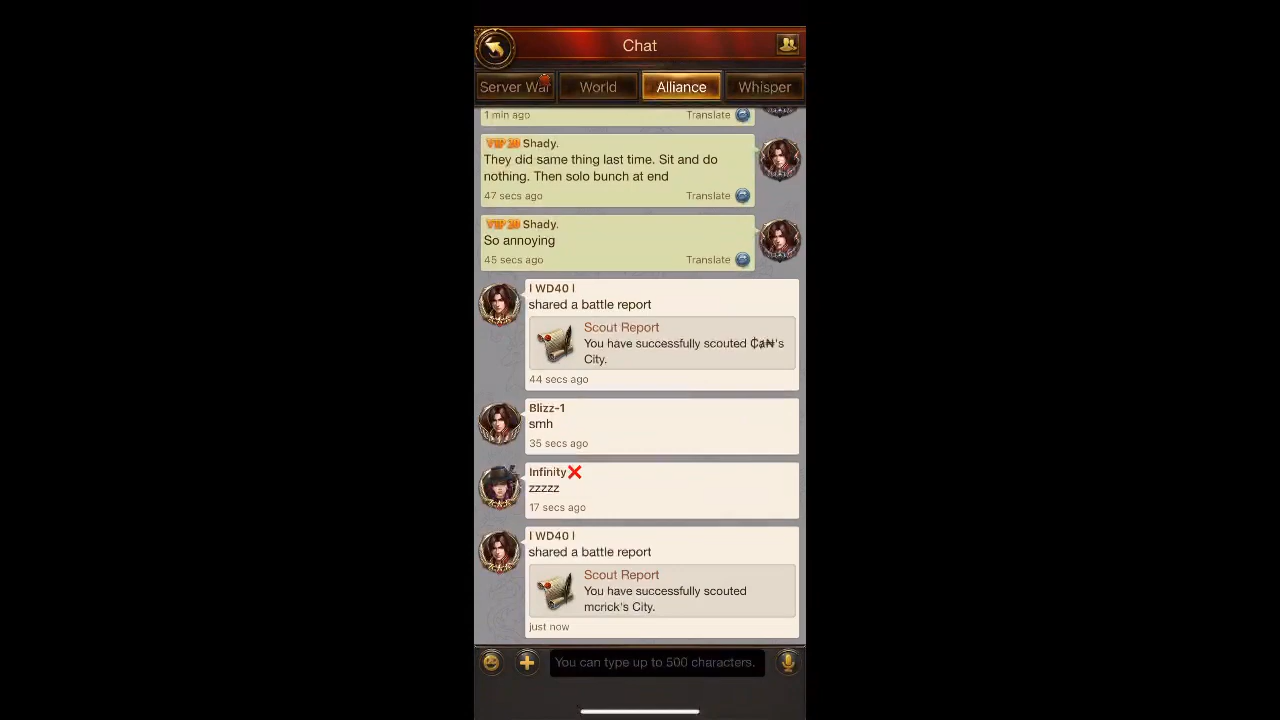 Chat
Server War
World
Alliance
Whisper
1 min ago
Translate
VIP 20 Shady.
They did same thing last time. Sit and do
nothing. Then solo bunch at end
47 secs ago
Translate
VIP 20 Shady.
So annoying
45 secs ago
Translate
I WD40 I
shared a battle report
Scout Report
You have successfully scouted ₵a₦'s
City.
44 secs ago
Blizz-1
smh
35 secs ago
Infinity❌
zzzzz
17 secs ago
I WD40 I
shared a battle report
Scout Report
You have successfully scouted
mcrick's City.
just now
You can type up to 500 characters.